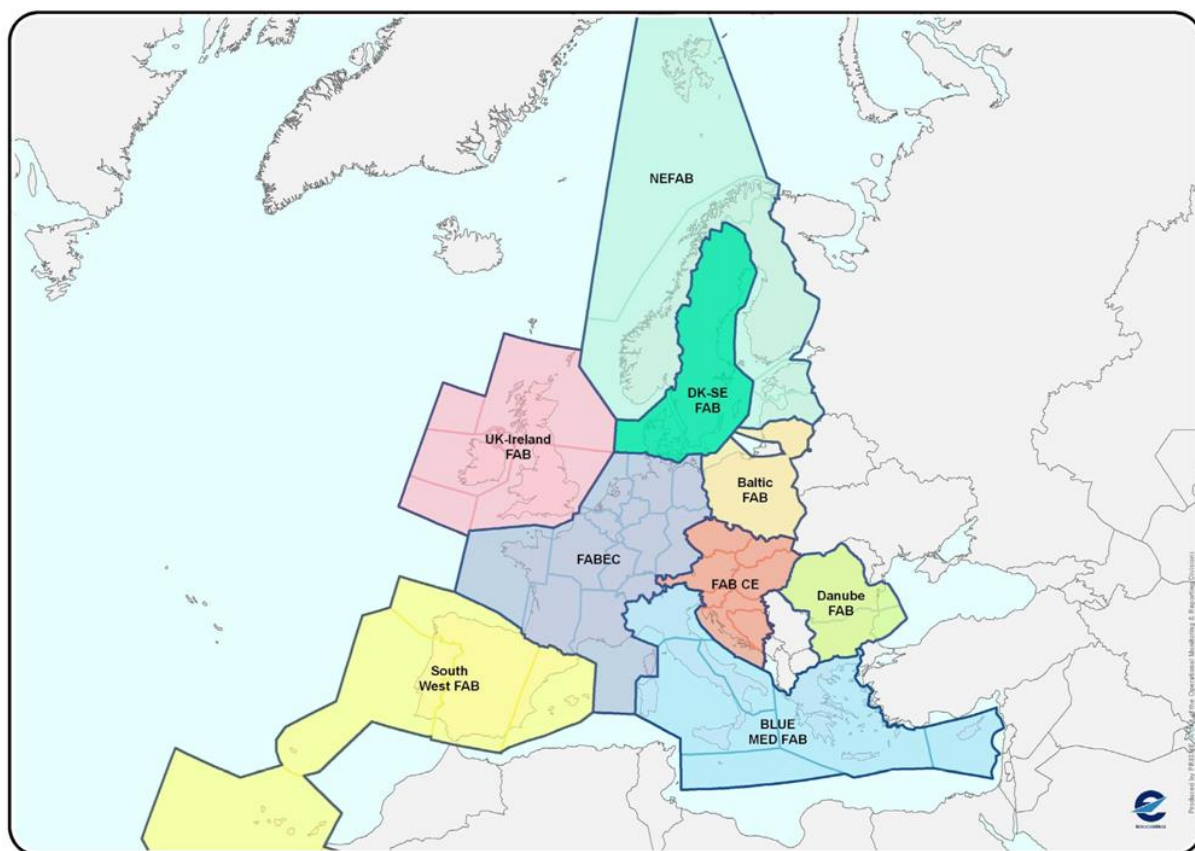 NEFAB
DK-SE
FAB
UK-Ireland
FAB
Baltic
FAB
FABEC
FAB CE
Danube
FAB
South
West FAB
BLUE
MED FAB
EUROCONTROL